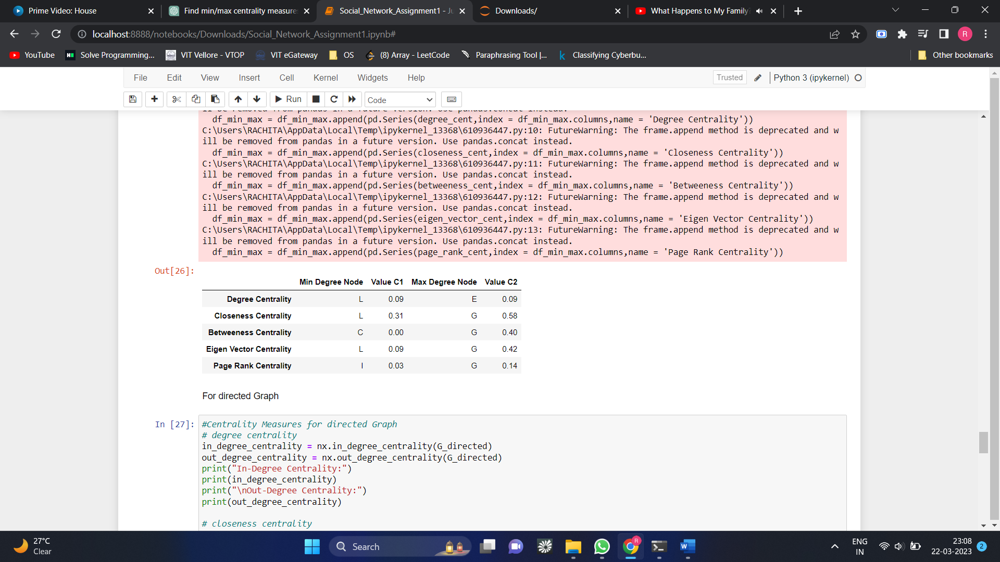 Prime Video: House
Find min/max centrality measure
Social_Network_Assignment1 - Ju
Downloads/
What Happens to My Family?
localhost:8888/notebooks/Downloads/Social_Network_Assignment1.ipynb#
R
YouTube
Solve Programming...
VIT Vellore - VTOP
VIT eGateway
OS
(8) Array - LeetCode
Paraphrasing Tool |...
k
Classifying Cyberbu...
Other bookmarks
File Edit View Insert Cell Kernel Widgets Help
Trusted
Python 3 (ipykernel)
Run
Code
ill be removed from pandas in a future version. Use pandas.concat instead.
df_min_max = df_min_max.append(pd.Series(degree_cent,index = df_min_max.columns,name = 'Degree Centrality'))
C:\Users\RACHITA\AppData\Local\Temp\ipykernel_13368\610936447.py:10: FutureWarning: The frame.append method is deprecated and w
ill be removed from pandas in a future version. Use pandas.concat instead.
df_min_max = df_min_max.append(pd.Series(closeness_cent,index = df_min_max.columns,name = 'Closeness Centrality'))
C:\Users\RACHITA\AppData\Local\Temp\ipykernel_13368\610936447.py:11: FutureWarning: The frame.append method is deprecated and w
ill be removed from pandas in a future version. Use pandas.concat instead.
df_min_max = df_min_max.append(pd.Series(betweeness_cent,index = df_min_max.columns,name = 'Betweeness Centrality'))
C:\Users\RACHITA\AppData\Local\Temp\ipykernel_13368\610936447.py:12: FutureWarning: The frame.append method is deprecated and w
ill be removed from pandas in a future version. Use pandas.concat instead.
df_min_max = df_min_max.append(pd.Series(eigen_vector_cent,index = df_min_max.columns,name = 'Eigen Vector Centrality'))
C:\Users\RACHITA\AppData\Local\Temp\ipykernel_13368\610936447.py:13: FutureWarning: The frame.append method is deprecated and w
ill be removed from pandas in a future version. Use pandas.concat instead.
df_min_max = df_min_max.append(pd.Series(page_rank_cent,index = df_min_max.columns,name = 'Page Rank Centrality'))
Out[26]:
Min Degree Node Value C1 Max Degree Node Value C2
Degree Centrality L 0.09 E 0.09
Closeness Centrality L 0.31 G 0.58
Betweeness Centrality C 0.00 G 0.40
Eigen Vector Centrality L 0.09 G 0.42
Page Rank Centrality I 0.03 G 0.14
For directed Graph
In [27]:
#Centrality Measures for directed Graph
# degree centrality
in_degree_centrality = nx.in_degree_centrality(G_directed)
out_degree_centrality = nx.out_degree_centrality(G_directed)
print("In-Degree Centrality:")
print(in_degree_centrality)
print("\nOut-Degree Centrality:")
print(out_degree_centrality)
# closeness centrality
27°C
Clear
Search
R
W
ENG
IN
23:08
22-03-2023
2